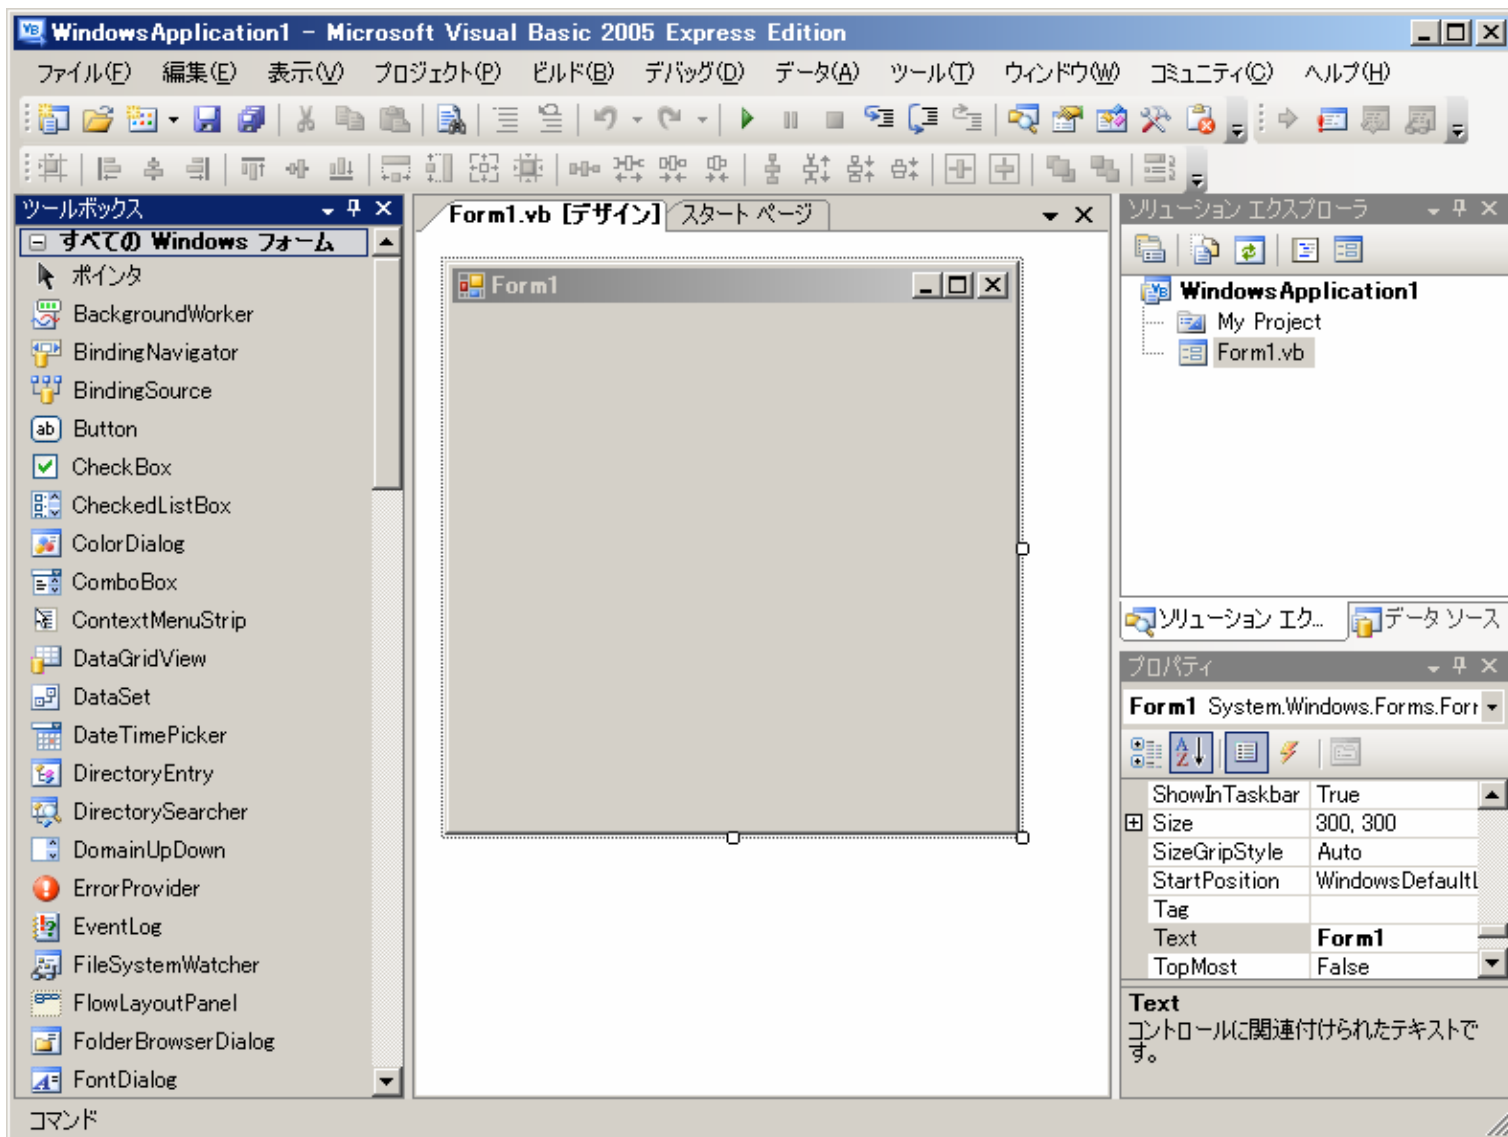 WindowsApplication1 - Microsoft Visual Basic 2005 Express Edition
ファイル(F) 編集(E) 表示(V) プロジェクト(P) ビルド(B) デバッグ(D) データ(A) ツール(T) ウィンドウ(W) コミュニティ(C) ヘルプ(H)
ツールボックス
すべての Windows フォーム
ポインタ
BackgroundWorker
BindingNavigator
BindingSource
Button
CheckBox
CheckedListBox
ColorDialog
ComboBox
ContextMenuStrip
DataGridView
DataSet
DateTimePicker
DirectoryEntry
DirectorySearcher
DomainUpDown
ErrorProvider
EventLog
FileSystemWatcher
FlowLayoutPanel
FolderBrowserDialog
FontDialog
Form1.vb [デザイン] スタート ページ
Form1
ソリューション エクスプローラ
WindowsApplication1
My Project
Form1.vb
ソリューション エク... データ ソース
プロパティ
Form1 System.Windows.Forms.Forr
ShowInTaskbar True
Size 300, 300
SizeGripStyle Auto
StartPosition WindowsDefaultL
Tag
Text Form1
TopMost False
Text
コントロールに関連付けられたテキストで
す。
コマンド